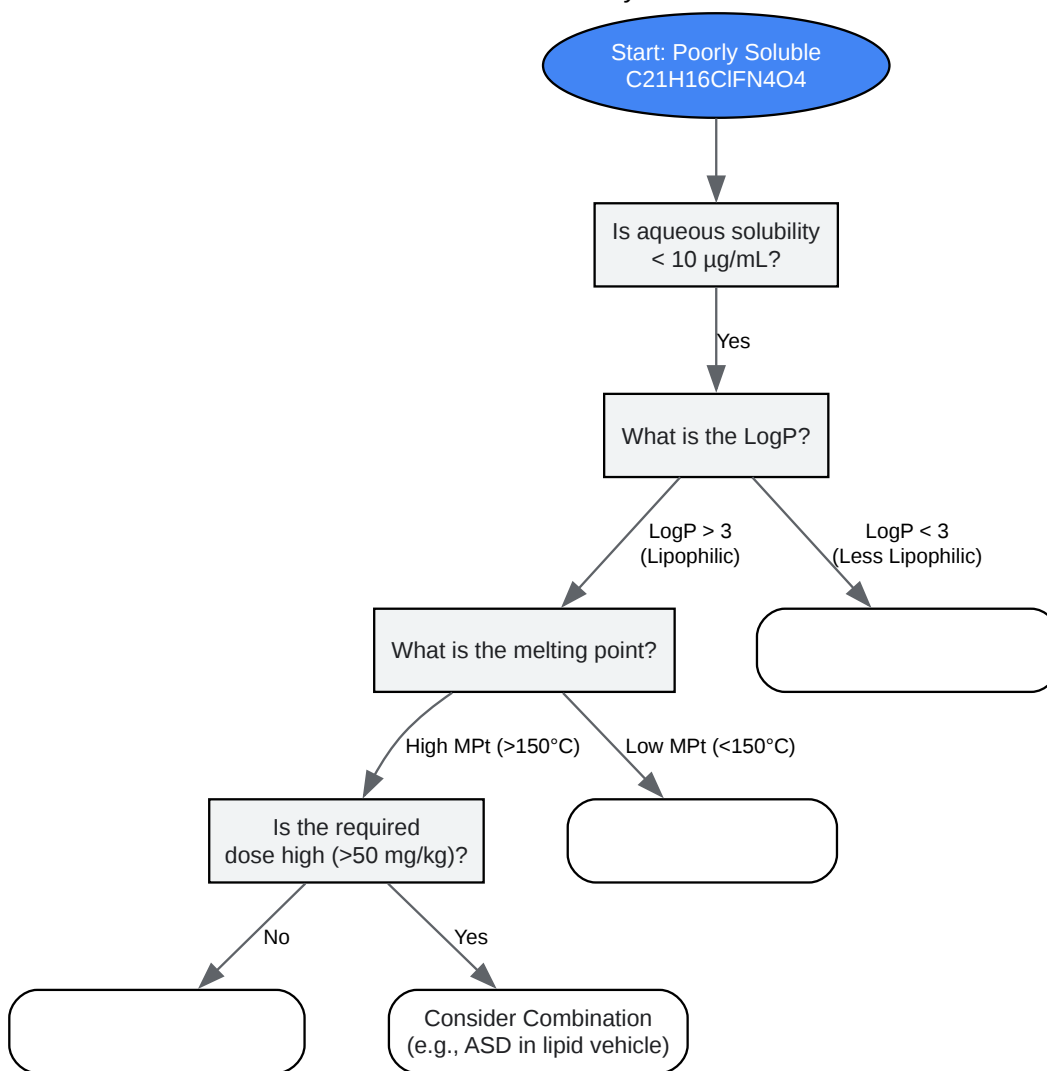 Start: Poorly Soluble
C21H16ClFN4O4
Is aqueous solubility
< 10 µg/mL?
Yes
What is the LogP?
LogP > 3
(Lipophilic)
LogP < 3
(Less Lipophilic)
What is the melting point?
High MPt (>150°C)
Low MPt (<150°C)
Is the required
dose high (>50 mg/kg)?
No
Yes
Consider Combination
(e.g., ASD in lipid vehicle)